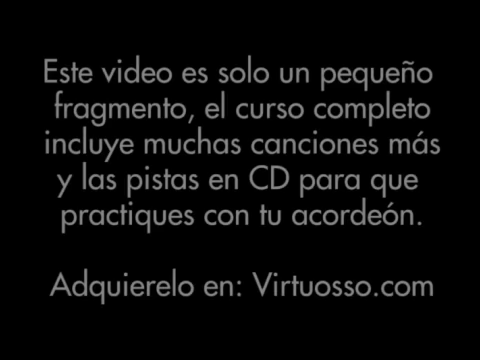 Este video es solo un pequeño
fragmento, el curso completo
incluye muchas canciones más
y las pistas en CD para que
practiques con tu acordeón.
Adquierelo en: Virtuosso.com